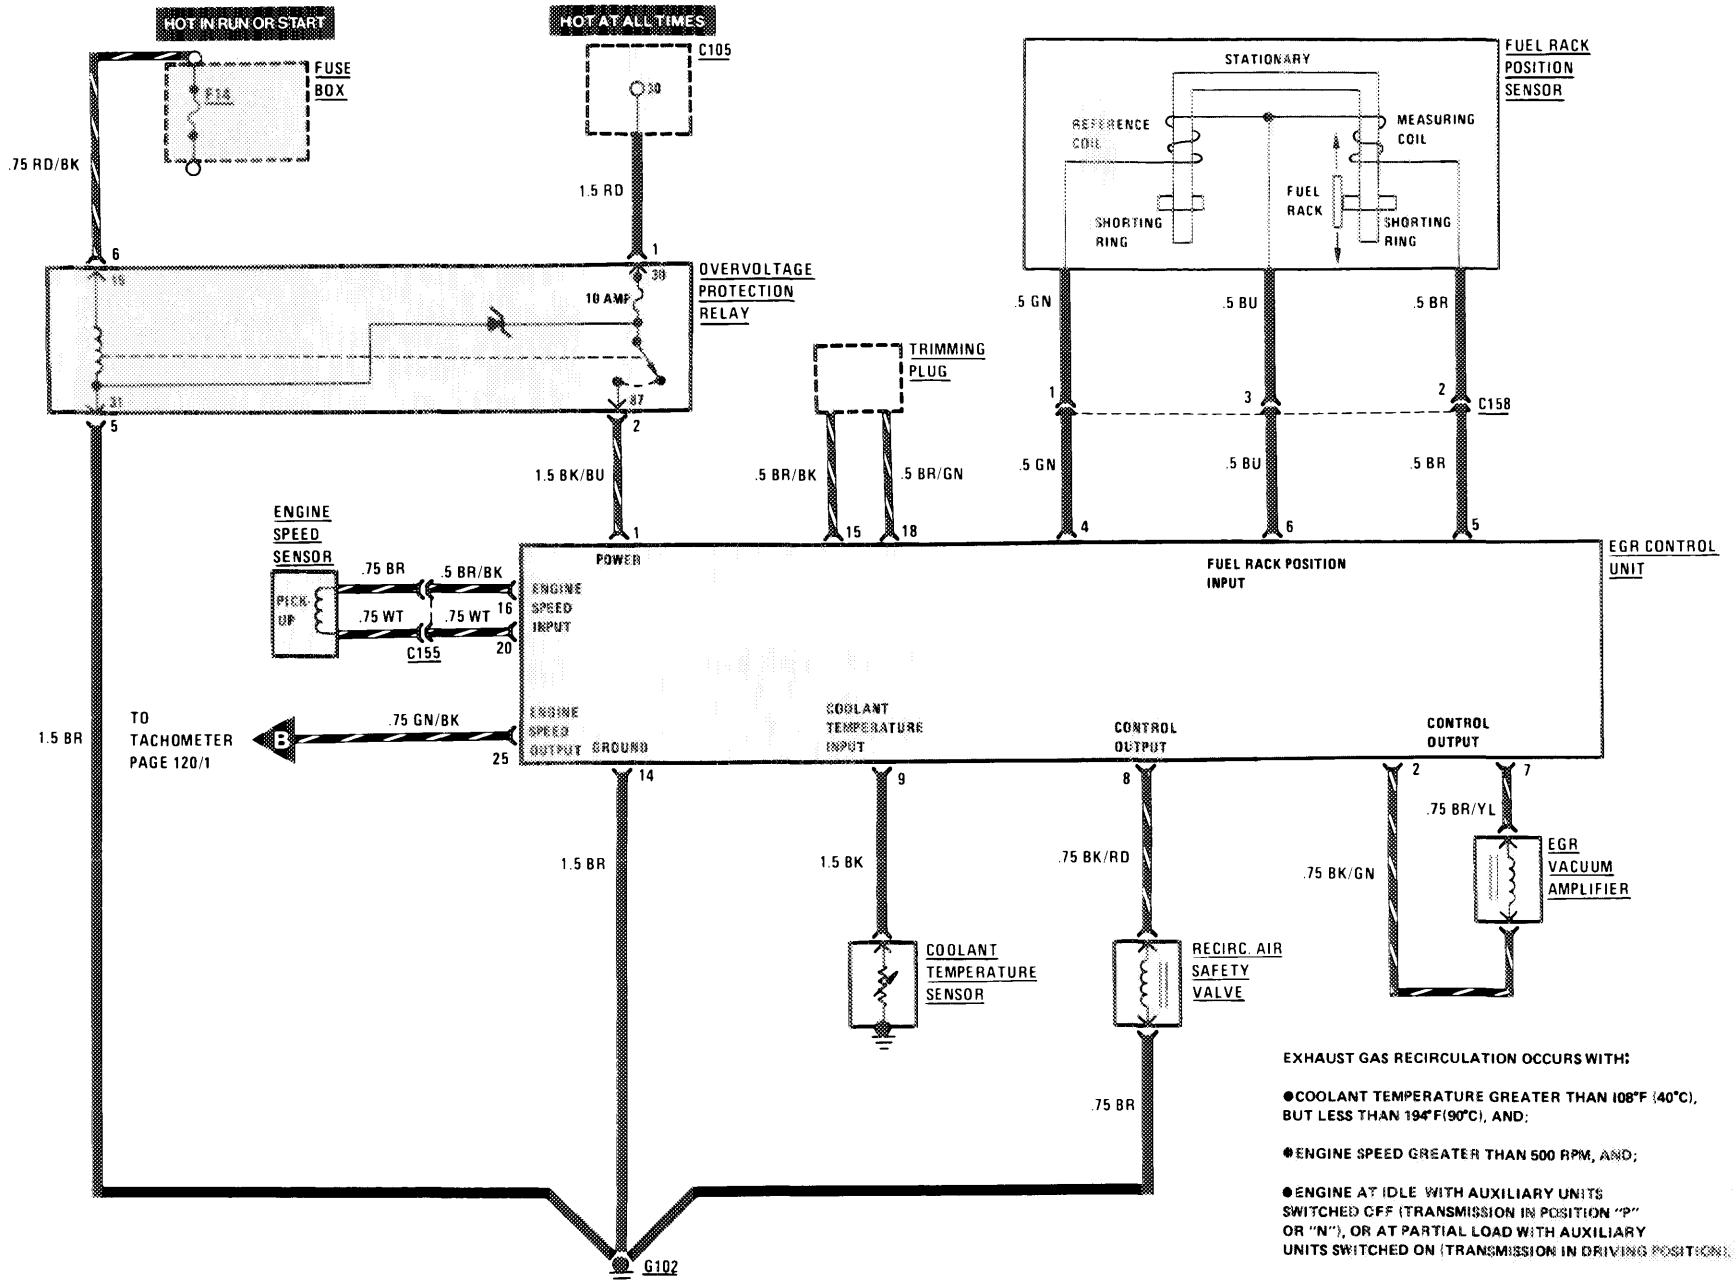 HOT IN RUN OR START
HOT AT ALL TIMES
FUSE
BOX
F14
.75 RD/BK
C105
30
1.5 RD
FUEL RACK
POSITION
SENSOR
STATIONARY
REFERENCE
COIL
MEASURING
COIL
FUEL
RACK
SHORTING
RING
SHORTING
RING
6
1
OVERVOLTAGE
PROTECTION
RELAY
30
10 AMP
31
87
5
2
.5 GN
.5 BU
.5 BR
1
3
2
C158
TRIMMING
PLUG
1.5 BK/BU
.5 BR/BK
.5 BR/GN
.5 GN
.5 BU
.5 BR
1
15
18
4
6
5
ENGINE
SPEED
SENSOR
PICK-
UP
.75 BR
.5 BR/BK
16
.75 WT
.75 WT
20
C155
EGR CONTROL
UNIT
POWER
ENGINE
SPEED
INPUT
FUEL RACK POSITION
INPUT
TO
TACHOMETER
PAGE 120/1
B
.75 GN/BK
25
1.5 BR
ENGINE
SPEED
OUTPUT
GROUND
COOLANT
TEMPERATURE
INPUT
CONTROL
OUTPUT
CONTROL
OUTPUT
14
9
8
2
7
1.5 BR
1.5 BK
.75 BK/RD
.75 BK/GN
.75 BR/YL
EGR
VACUUM
AMPLIFIER
COOLANT
TEMPERATURE
SENSOR
RECIRC. AIR
SAFETY
VALVE
.75 BR
G102
EXHAUST GAS RECIRCULATION OCCURS WITH:
●COOLANT TEMPERATURE GREATER THAN 108°F (40°C),
BUT LESS THAN 194°F(90°C), AND;
●ENGINE SPEED GREATER THAN 500 RPM, AND;
●ENGINE AT IDLE WITH AUXILIARY UNITS
SWITCHED OFF (TRANSMISSION IN POSITION "P"
OR "N"), OR AT PARTIAL LOAD WITH AUXILIARY
UNITS SWITCHED ON (TRANSMISSION IN DRIVING POSITION).